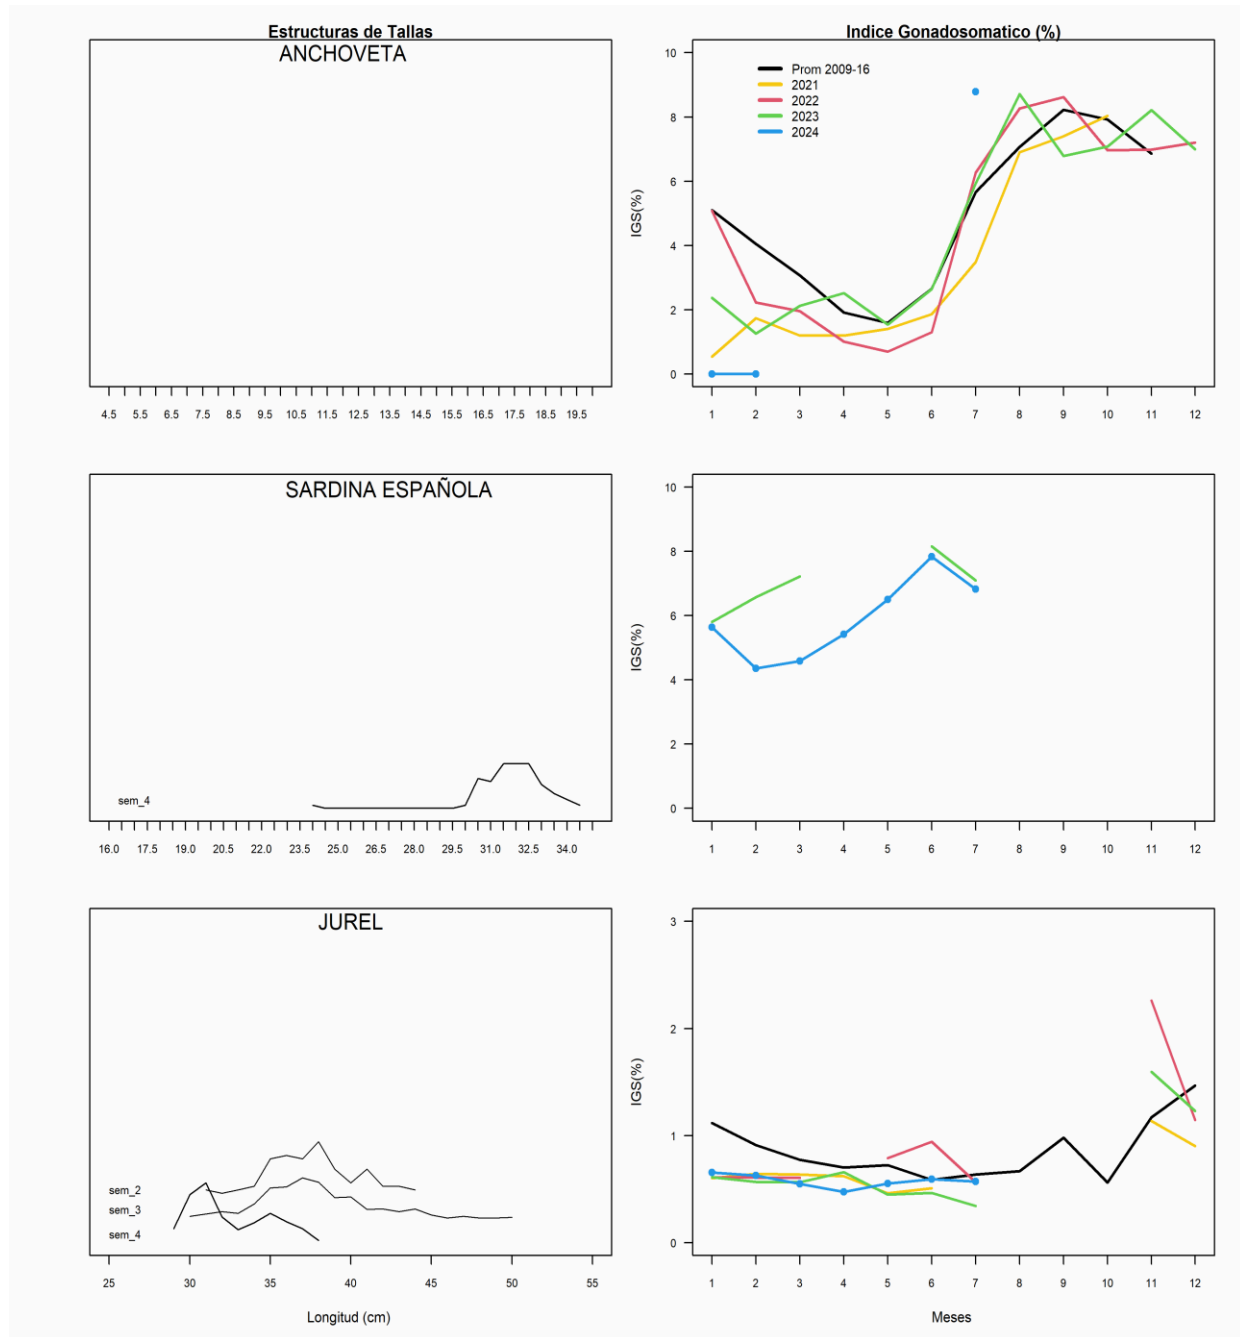 Estructuras de Tallas
ANCHOVETA
4.5 5.5 6.5 7.5 8.5 9.5 10.5 11.5 12.5 13.5 14.5 15.5 16.5 17.5 18.5 19.5
Indice Gonadosomatico (%)
Prom 2009-16
2021
2022
2023
2024
IGS(%)
10
8
6
4
2
0
1 2 3 4 5 6 7 8 9 10 11 12
SARDINA ESPAÑOLA
sem_4
16.0 17.5 19.0 20.5 22.0 23.5 25.0 26.5 28.0 29.5 31.0 32.5 34.0
IGS(%)
10
8
6
4
2
0
1 2 3 4 5 6 7 8 9 10 11 12
JUREL
sem_2
sem_3
sem_4
25 30 35 40 45 50 55
Longitud (cm)
IGS(%)
3
2
1
0
1 2 3 4 5 6 7 8 9 10 11 12
Meses